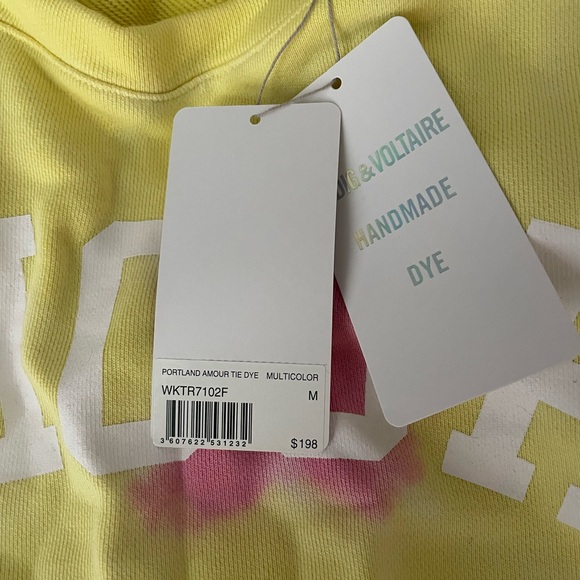 DIG&VOLTAIRE
HANDMADE
DYE
PORTLAND AMOUR TIE DYE MULTICOLOR
WKTR7102F M
3 607622 531232
$198